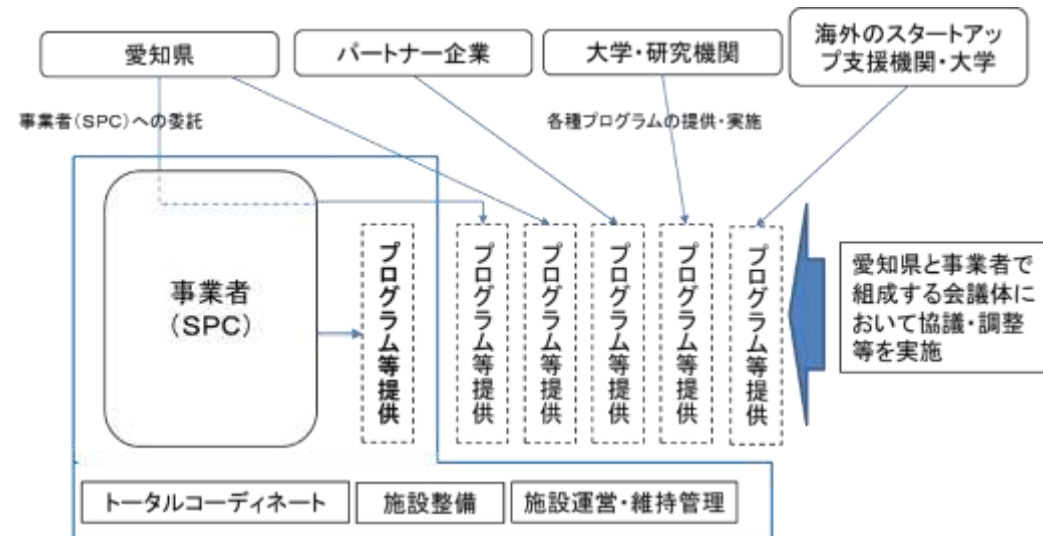 愛知県
パートナー企業
大学・研究機関
海外のスタートアッ
プ支援機関・大学
事業者(SPC)への委託
各種プログラムの提供・実施
事業者
(SPC)
プログラム等提供
プログラム等提供
プログラム等提供
プログラム等提供
プログラム等提供
プログラム等提供
愛知県と事業者で
組成する会議体に
おいて協議・調整
等を実施
トータルコーディネート
施設整備
施設運営・維持管理